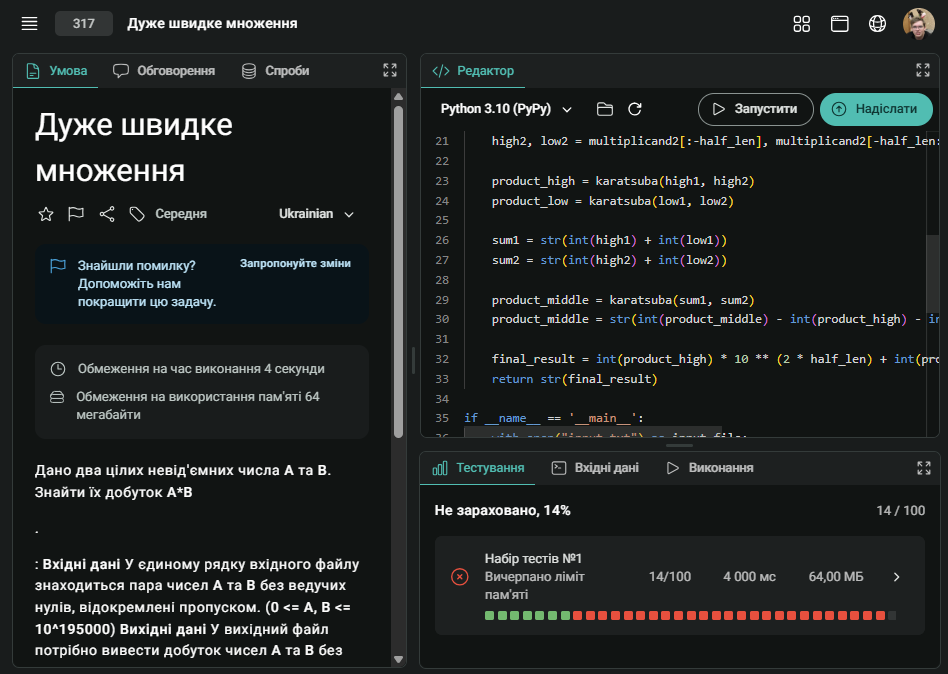 317 Дуже швидке множення
Умова Обговорення Спроби
Дуже швидке
множення
Середня Ukrainian
Знайшли помилку?
Допоможіть нам
покращити цю задачу.
Запропонуйте зміни
Обмеження на час виконання 4 секунди
Обмеження на використання пам'яті 64
мегабайти
Дано два цілих невід'ємних числа A та B.
Знайти їх добуток A*B
.
: Вхідні дані У єдиному рядку вхідного файлу
знаходиться пара чисел A та B без ведучих
нулів, відокремлені пропуском. (0 <= A, B <=
10^195000) Вихідні дані У вихідний файл
потрібно вивести добуток чисел A та B без
</> Редактор
Python 3.10 (PyPy) Запустити Надіслати
21 high2, low2 = multiplicand2[:-half_len], multiplicand2[-half_len:
22
23 product_high = karatsuba(high1, high2)
24 product_low = karatsuba(low1, low2)
25
26 sum1 = str(int(high1) + int(low1))
27 sum2 = str(int(high2) + int(low2))
28
29 product_middle = karatsuba(sum1, sum2)
30 product_middle = str(int(product_middle) - int(product_high) - in
31
32 final_result = int(product_high) * 10 ** (2 * half_len) + int(pro
33 return str(final_result)
34
35 if __name__ == '__main__':
36 with open("input.txt") as input_file:
Тестування Вхідні дані Виконання
Не зараховано, 14% 14 / 100
Набір тестів №1
Вичерпано ліміт
пам'яті
14/100 4 000 мс 64,00 МБ